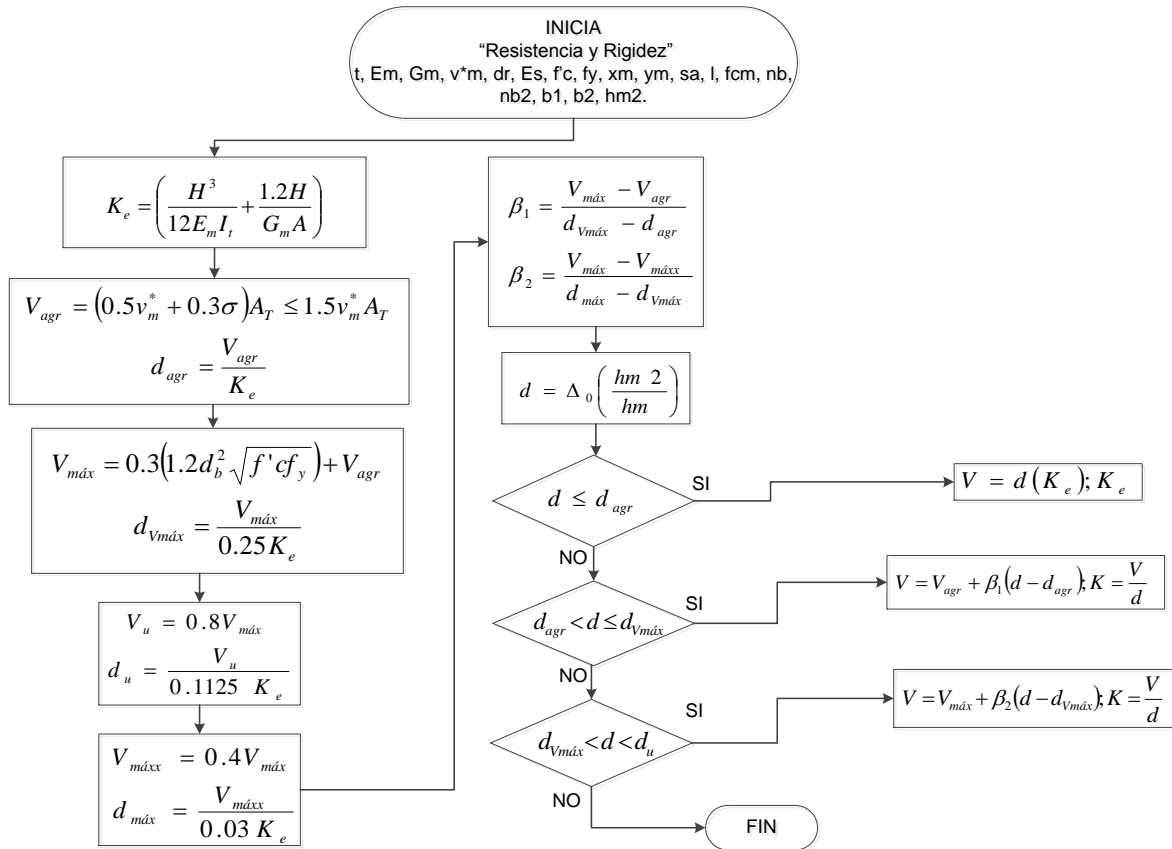 INICIA
“Resistencia y Rigidez”
t, Em, Gm, v*m, dr, Es, f'c, fy, xm, ym, sa, l, fcm, nb,
nb2, b1, b2, hm2.
K_e = (H^3/12E_m I_t + 1.2H/G_m A)
V_agr = (0.5v_m^* + 0.3σ)A_T ≤ 1.5v_m^* A_T
d_agr = V_agr/K_e
V_máx = 0.3(1.2d_b^2 √f'cf_y) + V_agr
d_Vmáx = V_máx/0.25K_e
V_u = 0.8V_máx
d_u = V_u/0.1125 K_e
V_máxx = 0.4V_máx
d_máx = V_máxx/0.03 K_e
β_1 = V_máx − V_agr/d_Vmáx − d_agr
β_2 = V_máx − V_máxx/d_máx − d_Vmáx
d = Δ_0 (hm 2/hm)
d ≤ d_agr
SI
V = d(K_e); K_e
NO
d_agr < d ≤ d_Vmáx
SI
V = V_agr + β_1(d − d_agr); K = V/d
NO
d_Vmáx < d < d_u
SI
V = V_máx + β_2(d − d_Vmáx); K = V/d
NO
FIN